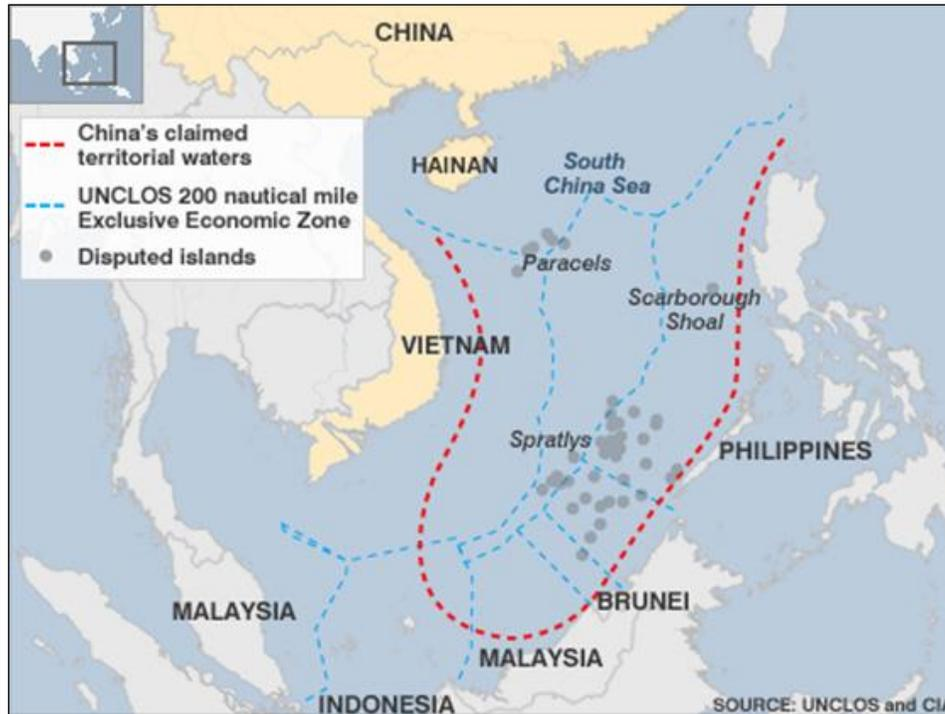 CHINA
China's claimed
territorial waters
UNCLOS 200 nautical mile
Exclusive Economic Zone
Disputed islands
HAINAN
South
China Sea
Paracels
Scarborough
Shoal
VIETNAM
Spratlys
PHILIPPINES
MALAYSIA
BRUNEI
MALAYSIA
INDONESIA
SOURCE: UNCLOS and CIA